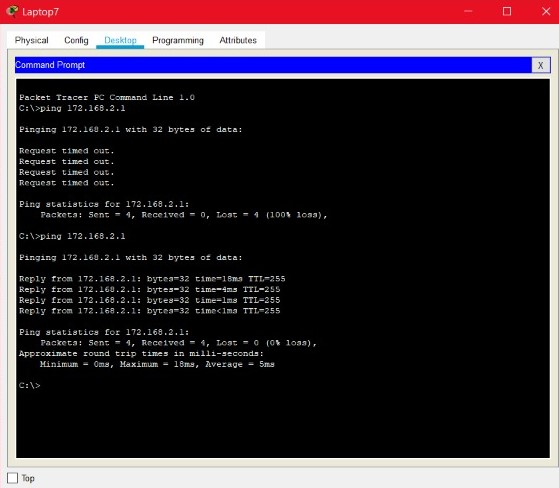 Laptop7
Physical Config Desktop Programming Attributes
Command Prompt X
Packet Tracer PC Command Line 1.0
C:\>ping 172.168.2.1
Pinging 172.168.2.1 with 32 bytes of data:
Request timed out.
Request timed out.
Request timed out.
Request timed out.
Ping statistics for 172.168.2.1:
Packets: Sent = 4, Received = 0, Lost = 4 (100% loss),
C:\>ping 172.168.2.1
Pinging 172.168.2.1 with 32 bytes of data:
Reply from 172.168.2.1: bytes=32 time=18ms TTL=255
Reply from 172.168.2.1: bytes=32 time=4ms TTL=255
Reply from 172.168.2.1: bytes=32 time=1ms TTL=255
Reply from 172.168.2.1: bytes=32 time<1ms TTL=255
Ping statistics for 172.168.2.1:
Packets: Sent = 4, Received = 4, Lost = 0 (0% loss),
Approximate round trip times in milli-seconds:
Minimum = 0ms, Maximum = 18ms, Average = 5ms
C:\>
Top